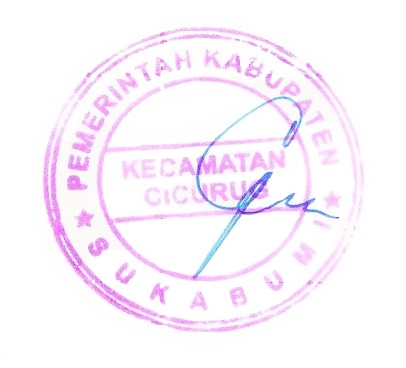 PEMERINTAH KABUPATEN
KECAMATAN
CICURUG
SUKABUMI